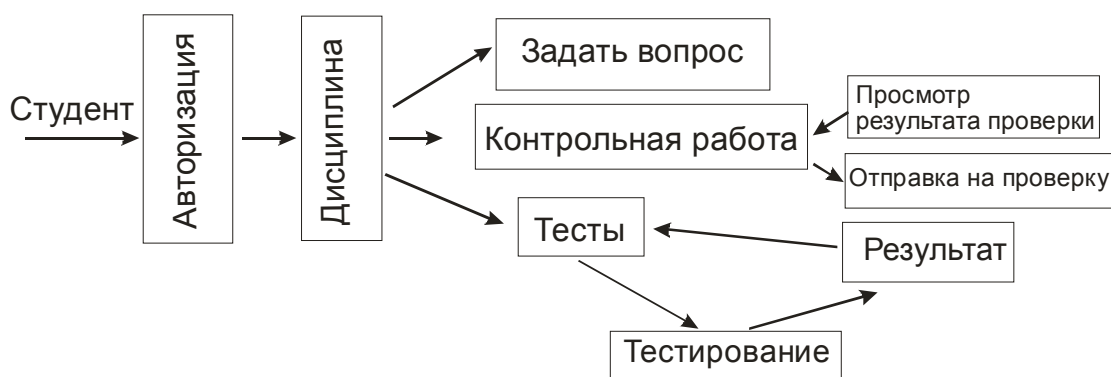 Студент
Авторизация
Дисциплина
Задать вопрос
Контрольная работа
Просмотр
результата проверки
Отправка на проверку
Тесты
Результат
Тестирование